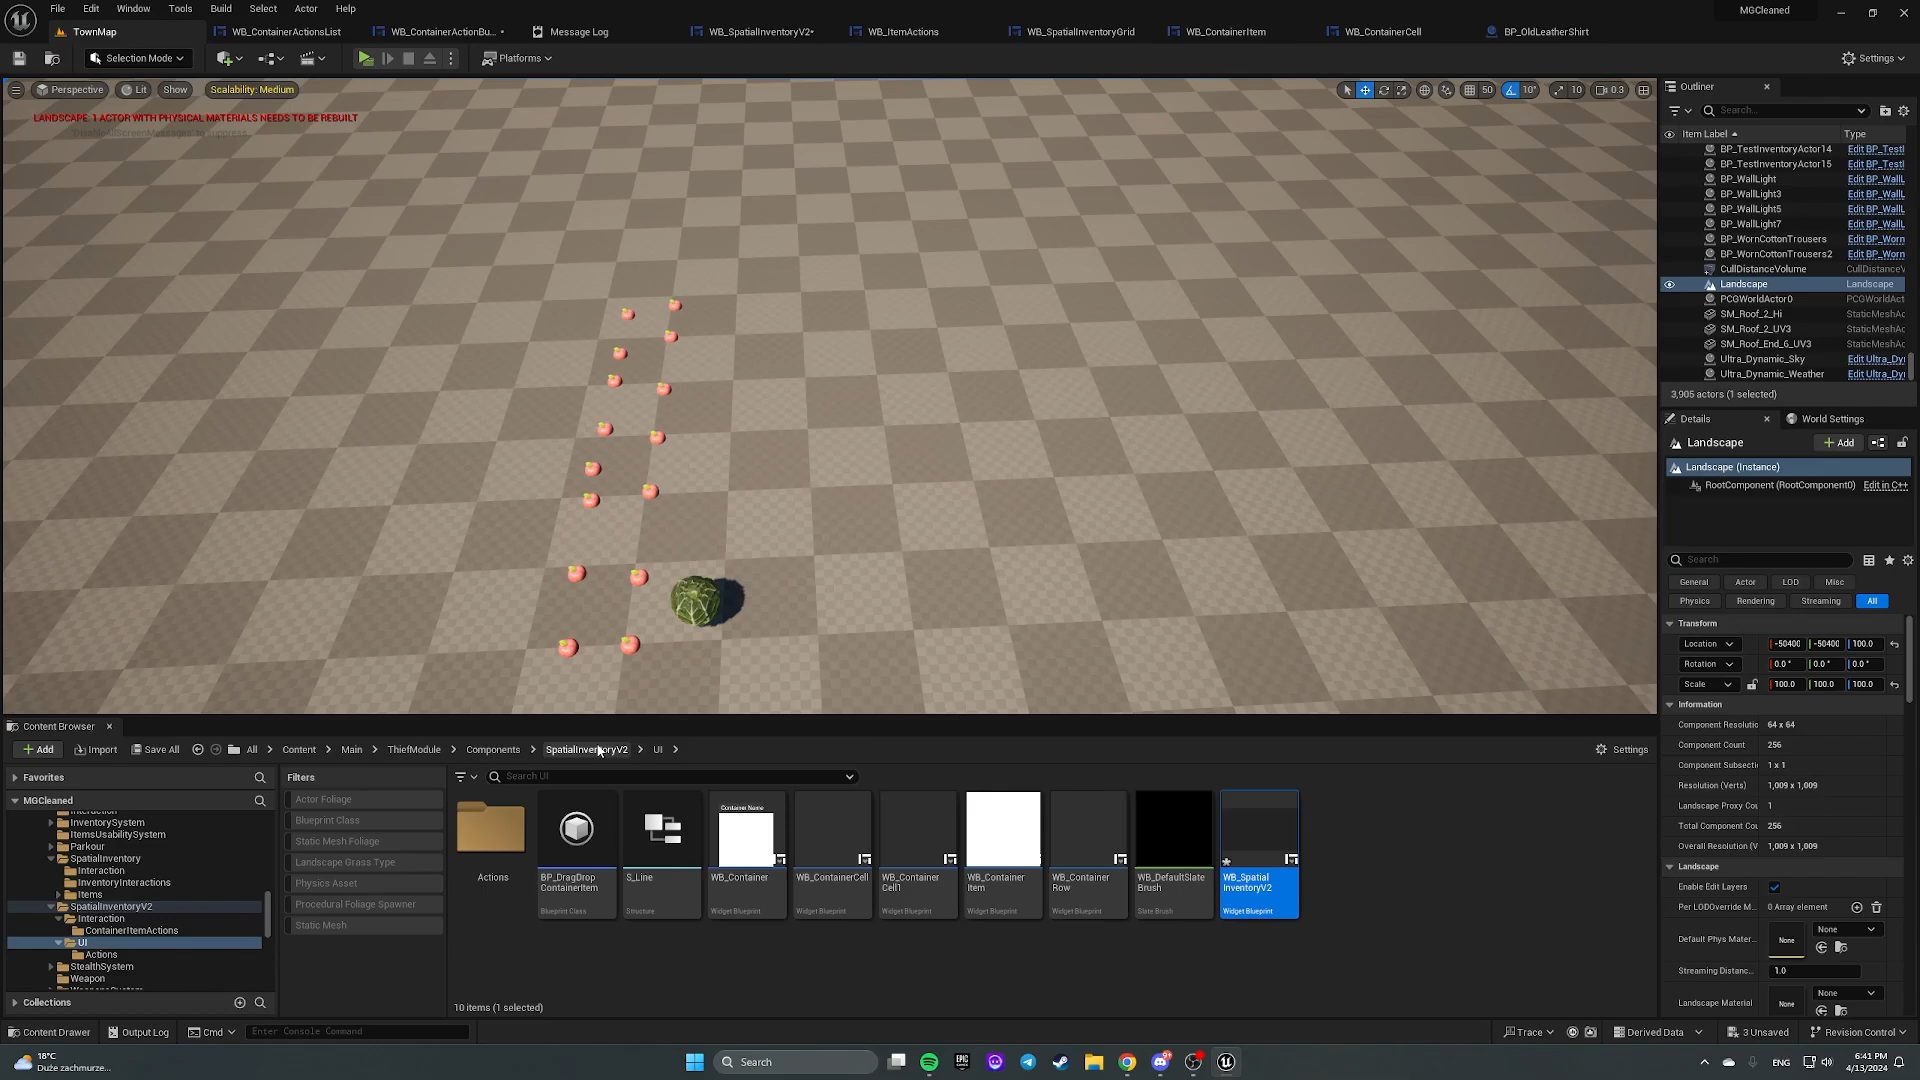 File Edit Window Tools Build Select Actor Help
MGCleaned
TownMap WB_ContainerActionsList WB_ContainerActionBu... • Message Log WB_SpatialInventoryV2• WB_ItemActions WB_SpatialInventoryGrid WB_ContainerItem WB_ContainerCell BP_OldLeatherShirt
Selection Mode Platforms Settings
Perspective Lit Show Scalability: Medium 50 10° 10 0.3
LANDSCAPE: 1 ACTOR WITH PHYSICAL MATERIALS NEEDS TO BE REBUILT
'DisableAllScreenMessages' to suppress
Outliner
Search...
Item Label Type
BP_TestInventoryActor14 Edit BP_TestI
BP_TestInventoryActor15 Edit BP_TestI
BP_WallLight Edit BP_WallL
BP_WallLight3 Edit BP_WallL
BP_WallLight5 Edit BP_WallL
BP_WallLight7 Edit BP_WallL
BP_WornCottonTrousers Edit BP_Worn
BP_WornCottonTrousers2 Edit BP_Worn
CullDistanceVolume CullDistanceV
Landscape Landscape
PCGWorldActor0 PCGWorldAct
SM_Roof_2_Hi StaticMeshAc
SM_Roof_2_UV3 StaticMeshAc
SM_Roof_End_6_UV3 StaticMeshAc
Ultra_Dynamic_Sky Edit Ultra_Dy
Ultra_Dynamic_Weather Edit Ultra_Dy
3,905 actors (1 selected)
Details World Settings
Landscape Add
Landscape (Instance)
RootComponent (RootComponent0) Edit in C++
Search
General Actor LOD Misc
Physics Rendering Streaming All
Transform
Location -50400 -50400 100.0
Rotation 0.0° 0.0° 0.0°
Scale 100.0 100.0 100.0
Information
Component Resolutic 64 x 64
Component Count 256
Component Subsecti 1 x 1
Resolution (Verts) 1,009 x 1,009
Landscape Proxy Cou 1
Total Component Cou 256
Overall Resolution (V 1,009 x 1,009
Landscape
Enable Edit Layers
Per LODOverride M... 0 Array element
Default Phys Mater... None None
Streaming Distanc... 1.0
Landscape Material None None
Content Browser
Add Import Save All All Content Main ThiefModule Components SpatialInventoryV2 UI Settings
Favorites
MGCleaned
Interaction
InventorySystem
ItemsUsabilitySystem
Parkour
SpatialInventory
Interaction
InventoryInteractions
Items
SpatialInventoryV2
Interaction
ContainerItemActions
UI
Actions
StealthSystem
Weapon
Collections
Filters
Actor Foliage
Blueprint Class
Static Mesh Foliage
Landscape Grass Type
Physics Asset
Procedural Foliage Spawner
Static Mesh
Search UI
Container Name
Actions
BP_DragDrop
ContainerItem
Blueprint Class
S_Line
Structure
WB_Container
Widget Blueprint
WB_ContainerCell
Widget Blueprint
WB_Container
Cell1
Widget Blueprint
WB_Container
Item
Widget Blueprint
WB_Container
Row
Widget Blueprint
WB_DefaultSlate
Brush
Slate Brush
WB_Spatial
InventoryV2
Widget Blueprint
10 items (1 selected)
Content Drawer Output Log Cmd Enter Console Command Trace Derived Data 3 Unsaved Revision Control
18°C
Duże zachmurze...
Search
ENG
6:41 PM
4/13/2024